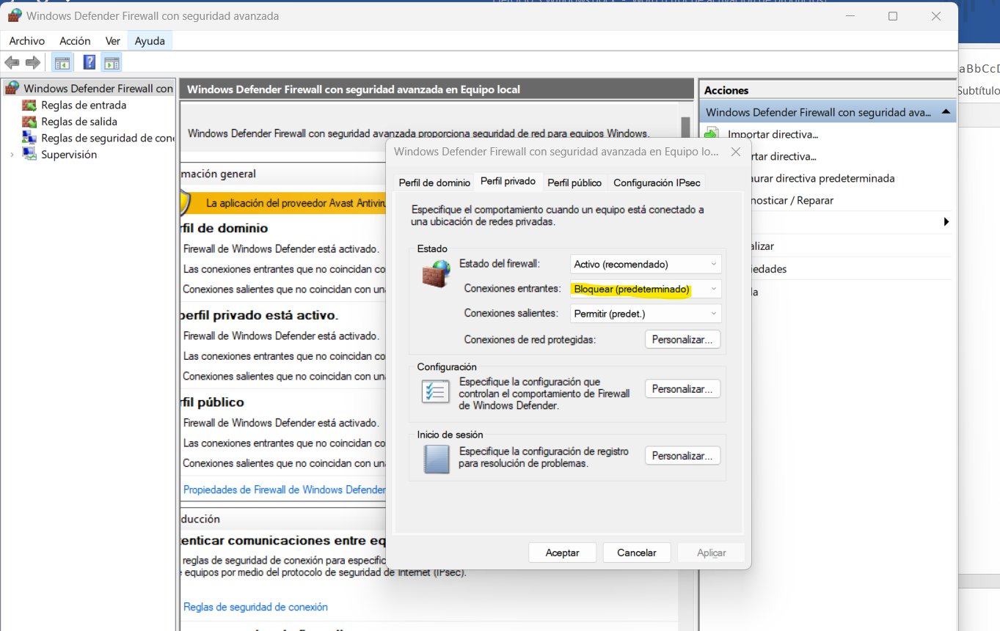 Windows Defender Firewall con seguridad avanzada
Archivo Acción Ver Ayuda
Windows Defender Firewall con
Reglas de entrada
Reglas de salida
Reglas de seguridad de con
Supervisión
Windows Defender Firewall con seguridad avanzada en Equipo local
Windows Defender Firewall con seguridad avanzada proporciona seguridad de red para equipos Windows.
mación general
La aplicación del proveedor Avast Antiviru
rfil de dominio
Firewall de Windows Defender está activado.
Las conexiones entrantes que no coincidan co
Conexiones salientes que no coincidan con una
perfil privado está activo.
Firewall de Windows Defender está activado.
Las conexiones entrantes que no coincidan co
Conexiones salientes que no coincidan con una
rfil público
Firewall de Windows Defender está activado.
Las conexiones entrantes que no coincidan co
Conexiones salientes que no coincidan con una
Propiedades de Firewall de Windows Defender
ducción
enticar comunicaciones entre eq
reglas de seguridad de conexión para especific
equipos por medio del protocolo de seguridad de Internet (IPsec).
Reglas de seguridad de conexión
Windows Defender Firewall con seguridad avanzada en Equipo lo...
Perfil de dominio Perfil privado Perfil público Configuración IPsec
Especifique el comportamiento cuando un equipo está conectado a
una ubicación de redes privadas.
Estado
Estado del firewall: Activo (recomendado)
Conexiones entrantes: Bloquear (predeterminado)
Conexiones salientes: Permitir (predet.)
Conexiones de red protegidas: Personalizar...
Configuración
Especifique la configuración que
controlan el comportamiento de Firewall
de Windows Defender.
Personalizar...
Inicio de sesión
Especifique la configuración de registro
para resolución de problemas.
Personalizar...
Aceptar Cancelar Aplicar
Acciones
Windows Defender Firewall con seguridad ava...
Importar directiva...
rtar directiva...
aurar directiva predeterminada
nosticar / Reparar
alizar
iedades
da
aBbCcD
Subtítulo